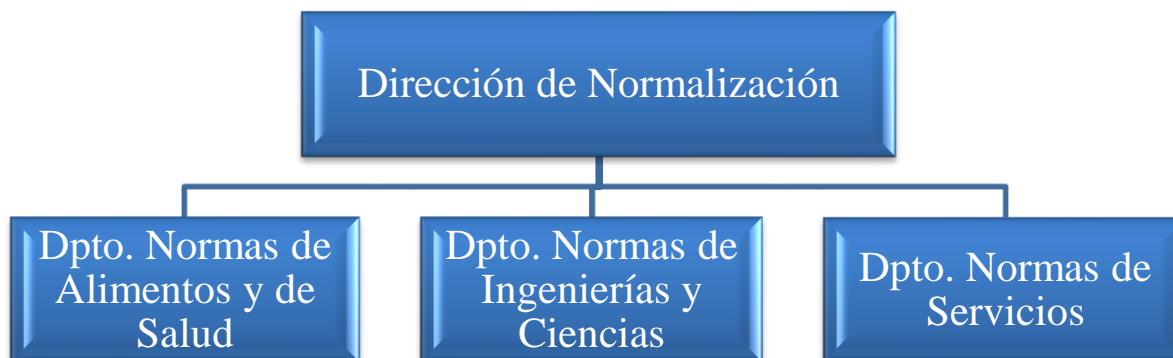 Dirección de Normalización
Dpto. Normas de
Alimentos y de
Salud
Dpto. Normas de
Ingenierías y
Ciencias
Dpto. Normas de
Servicios